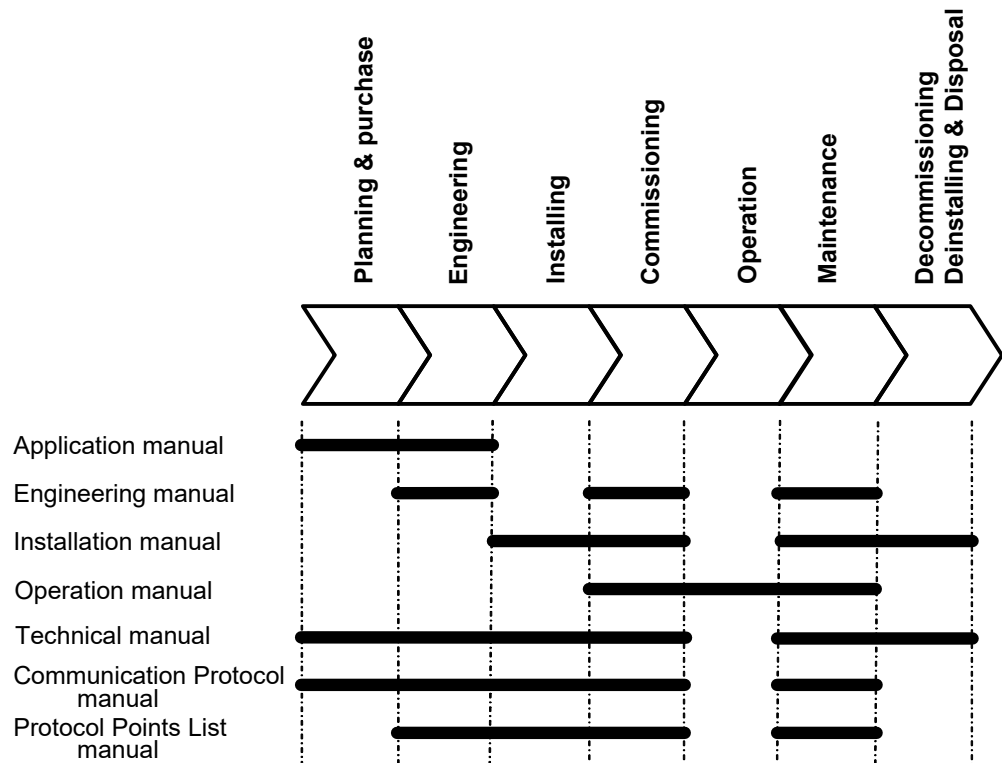 Planning & purchase
Engineering
Installing
Commissioning
Operation
Maintenance
Decommissioning
Deinstalling & Disposal
Application manual
Engineering manual
Installation manual
Operation manual
Technical manual
Communication Protocol
manual
Protocol Points List
manual